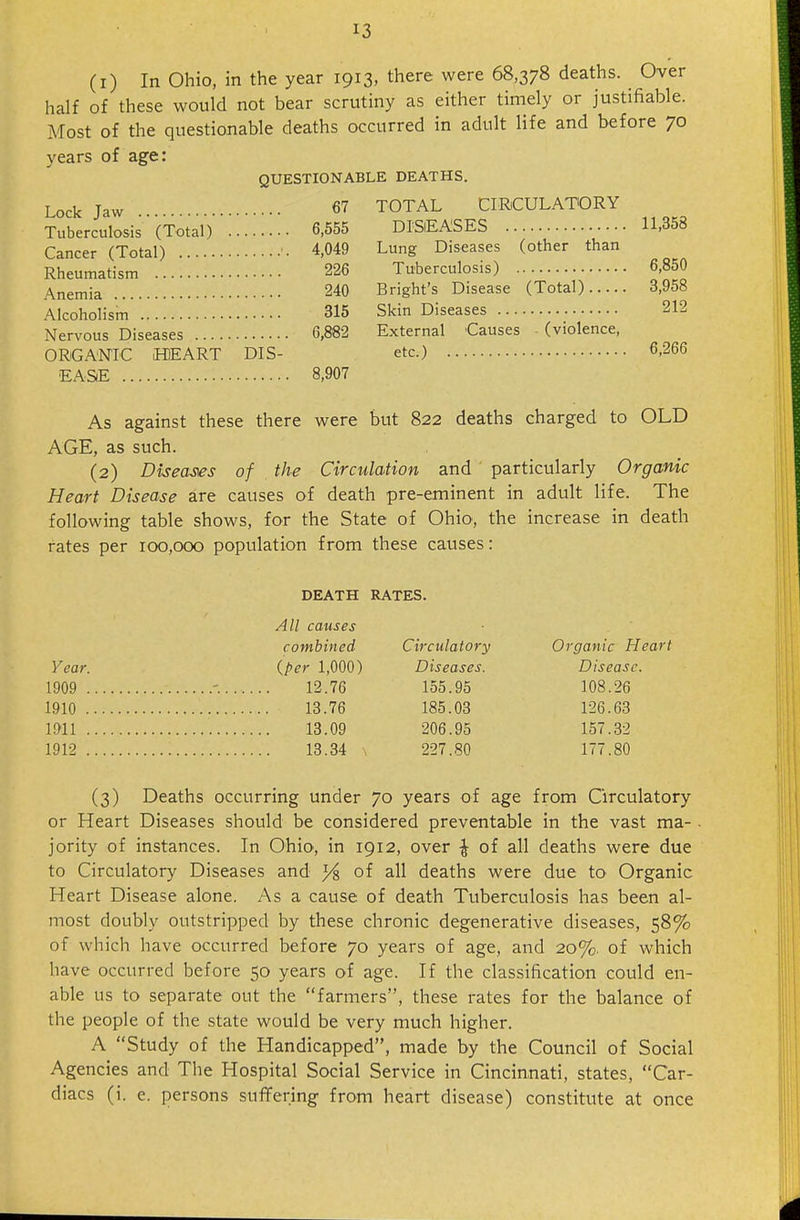 13
(1) In Ohio, in the year 1913, there were 68,378 deaths. Over
half of these would not bear scrutiny as either timely or justifiable.
Most of the questionable deaths occurred in adult life and before 70
years of age:
QUESTIONABLE DEATHS.
Lock Jaw .................. 67
Tuberculosis (Total) ........ 6,555
Cancer (Total) .............. 4,049
Rheumatism ................ 226
Anemia .................... 240
Alcoholism ................. 315
Nervous Diseases ............ 6,882
ORGANIC HEART DIS-
EASE .................... 8,907
TOTAL CIRCULATORY
DISEASES ............... 11,358
Lung Diseases (other than
Tuberculosis) .............. 6,850
Bright's Disease (Total)..... 3,958
Skin Diseases ............... 212
External Causes (violence,
etc.) ...................... 6,266
As against these there were but 822 deaths charged to OLD
AGE, as such.
(2) Diseases of the Circulation and particularly Organic
Heart Disease are causes of death pre-eminent in adult life. The
following table shows, for the State of Ohio, the increase in death
rates per 100,000 population from these causes:
DEATH RATES.
All causes
combined Circulatory Organic Heart
Year. (per 1,000) Diseases. Disease.
1909 ........................ 12.76 155.95 108.26
1910 ........................ 13.76 185.03 126.63
1911 ........................ 13.09 206.95 157.32
1912 ........................ 13.34 227.80 177.80
(3) Deaths occurring under 70 years of age from Circulatory
or Heart Diseases should be considered preventable in the vast ma-
jority of instances. In Ohio, in 1912, over ⅙ of all deaths were due
to Circulatory Diseases and ⅛ of all deaths were due to Organic
Heart Disease alone. As a cause of death Tuberculosis has been al-
most doubly outstripped by these chronic degenerative diseases, 58%
of which have occurred before 70 years of age, and 20% of which
have occurred before 50 years of age. If the classification could en-
able us to separate out the "farmers", these rates for the balance of
the people of the state would be very much higher.
A "Study of the Handicapped", made by the Council of Social
Agencies and The Hospital Social Service in Cincinnati, states, "Car-
diacs (i. e. persons suffering from heart disease) constitute at once